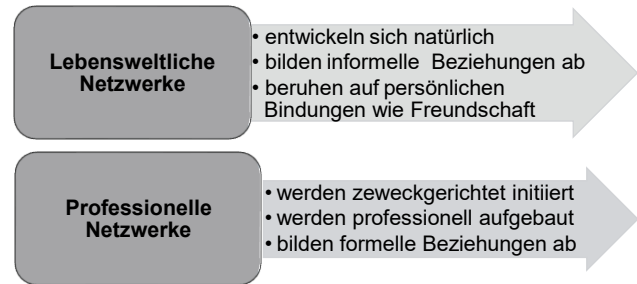 Lebensweltliche
Netzwerke
• entwickeln sich natürlich
• bilden informelle Beziehungen ab
• beruhen auf persönlichen
Bindungen wie Freundschaft
Professionelle
Netzwerke
• werden zeweckgerichtet initiiert
• werden professionell aufgebaut
• bilden formelle Beziehungen ab